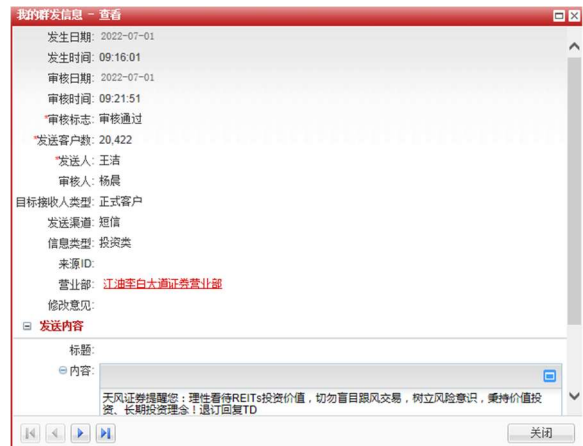 我的群发信息 - 查看
发生日期: 2022-07-01
发生时间: 09:16:01
审核日期: 2022-07-01
审核时间: 09:21:51
*审核标志: 审核通过
*发送客户数: 20,422
*发送人: 王洁
审核人: 杨晨
目标接收人类型: 正式客户
发送渠道: 短信
信息类型: 投资类
来源ID:
营业部: 江油李白大道证券营业部
修改意见:
发送内容
标题:
内容:
天风证券提醒您：理性看待REITs投资价值，切勿盲目跟风交易，树立风险意识，秉持价值投
资、长期投资理念！退订回复TD
关闭